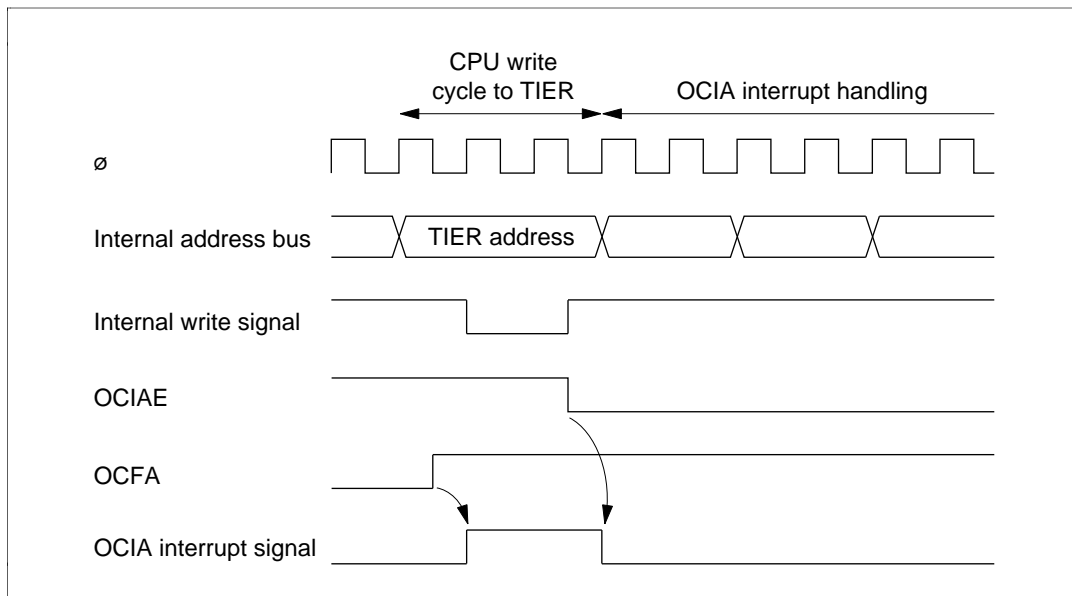 CPU write
cycle to TIER
OCIA interrupt handling
ø
Internal address bus
TIER address
Internal write signal
OCIAE
OCFA
OCIA interrupt signal